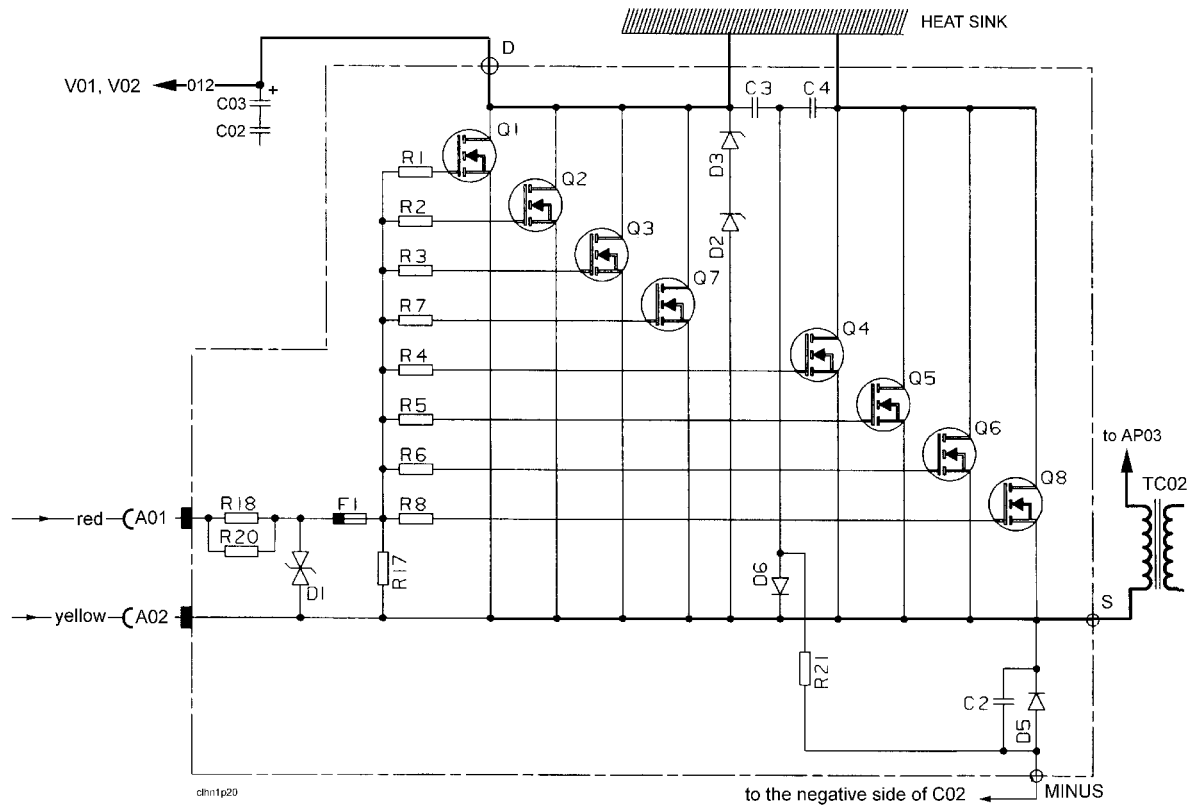 HEAT SINK
D
V01, V02
012
+
C03
C02
C3
C4
Q1
R1
D3
Q2
R2
D2
Q3
R3
Q7
R7
Q4
R4
Q5
R5
Q6
R6
to AP03
Q8
TC02
red
A01
R18
F1
R8
R20
R17
D6
D1
S
yellow
A02
R21
C2
D5
clhn1p20
MINUS
to the negative side of C02